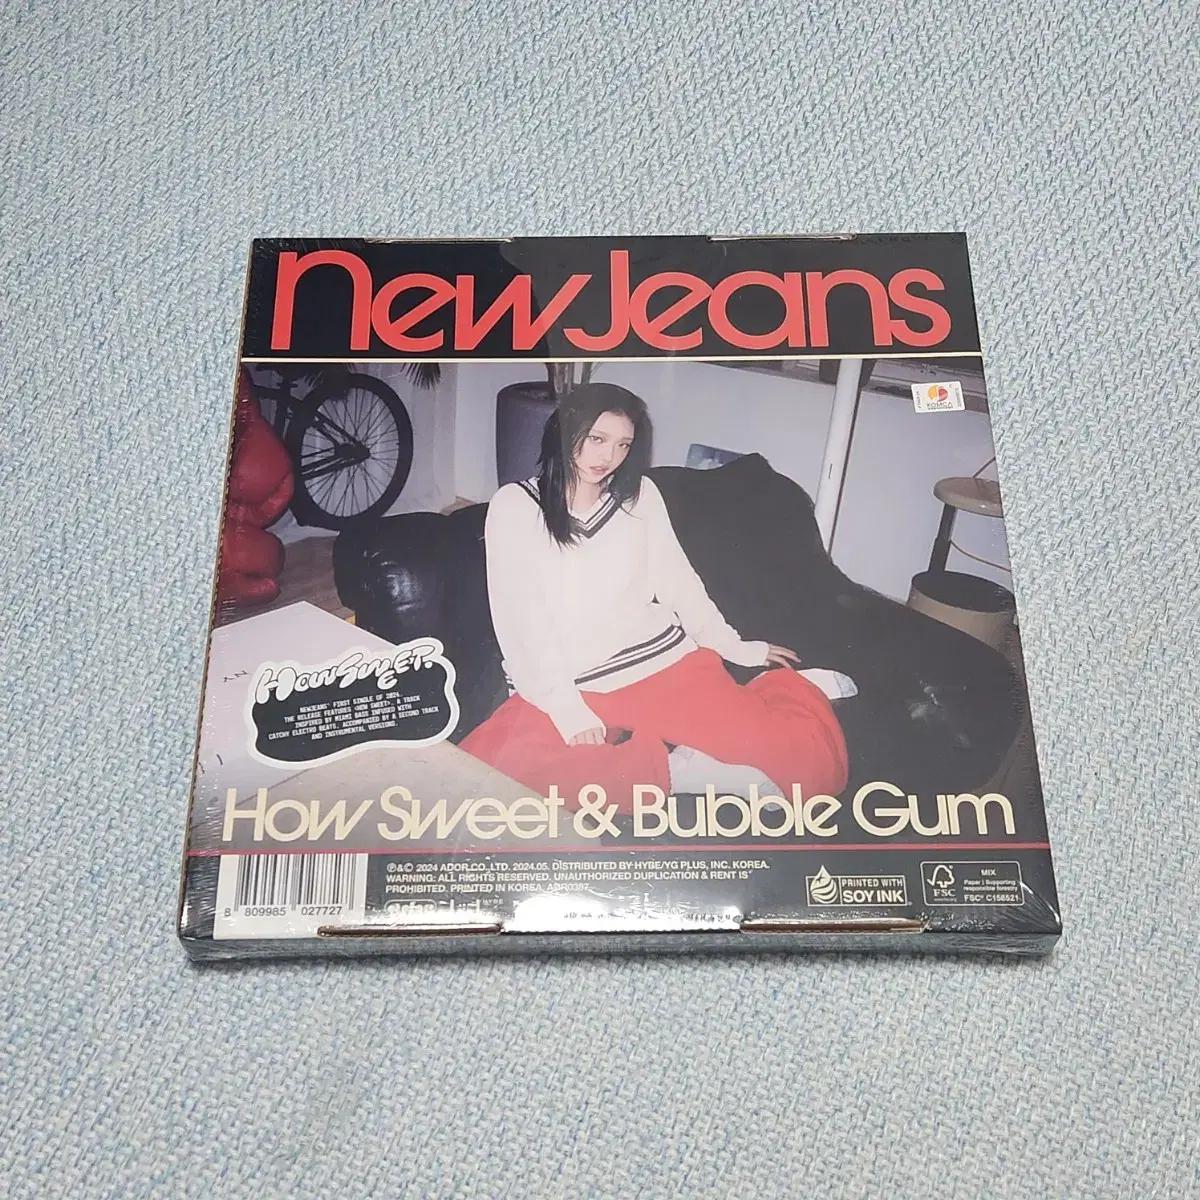 NewJeans
KOMCA
How Sweet E.P.
NEWJEANS' FIRST SINGLE OF 2024.
THE RELEASE FEATURES <HOW SWEET>, A TRACK
INSPIRED BY MIAMI BASS INFUSED WITH
CATCHY ELECTRO BEATS, ACCOMPANIED BY A SECOND TRACK
AND INSTRUMENTAL VERSIONS.
How Sweet & Bubble Gum
℗&© 2024 ADOR CO., LTD. 2024.05. DISTRIBUTED BY HYBE/YG PLUS, INC. KOREA.
WARNING: ALL RIGHTS RESERVED. UNAUTHORIZED DUPLICATION & RENT IS
PROHIBITED. PRINTED IN KOREA. ADR0397
8 809985 027727
PRINTED WITH
SOY INK
FSC
MIX
Paper | Supporting
responsible forestry
FSC® C158521